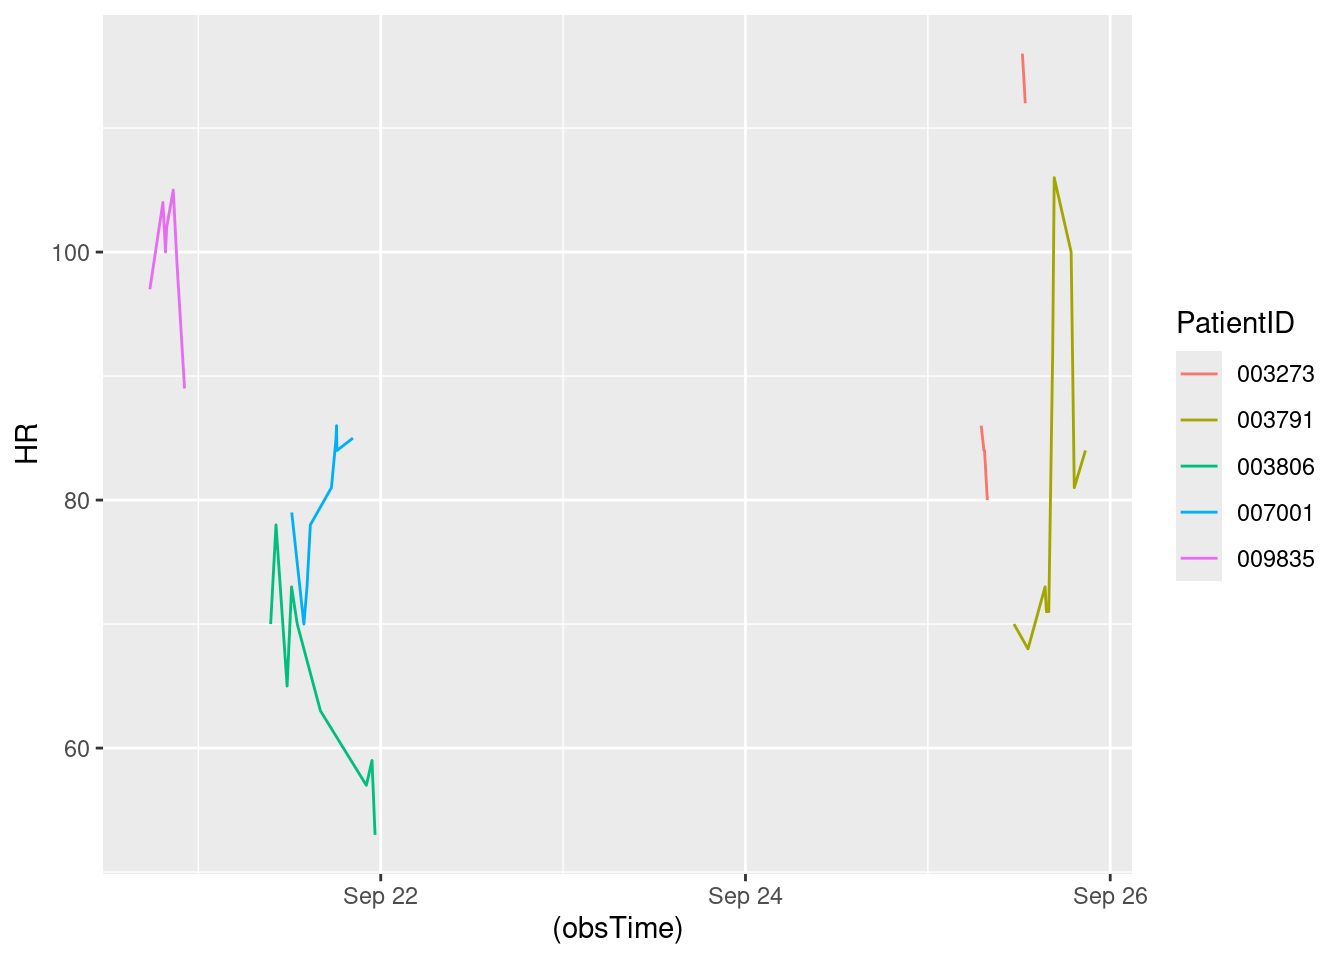 HR
100
80
60
Sep 22
Sep 24
Sep 26
(obsTime)
PatientID
003273
003791
003806
007001
009835